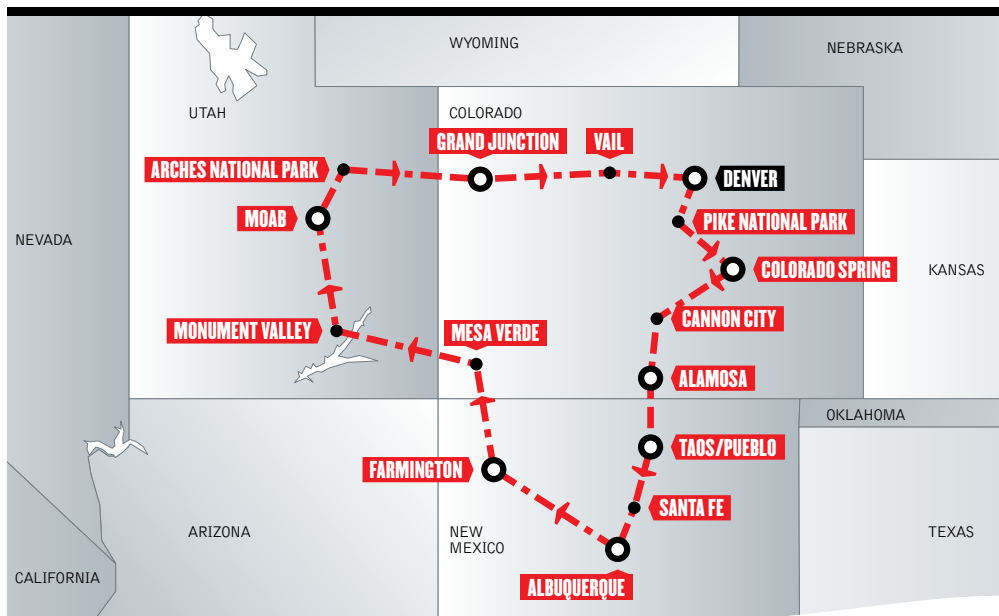 WYOMING
NEBRASKA
UTAH
COLORADO
GRAND JUNCTION
VAIL
ARCHES NATIONAL PARK
DENVER
MOAB
PIKE NATIONAL PARK
NEVADA
COLORADO SPRING
KANSAS
MONUMENT VALLEY
MESA VERDE
CANNON CITY
ALAMOSA
OKLAHOMA
TAOS/PUEBLO
FARMINGTON
SANTA FE
ARIZONA
NEW
MEXICO
TEXAS
CALIFORNIA
ALBUQUERQUE